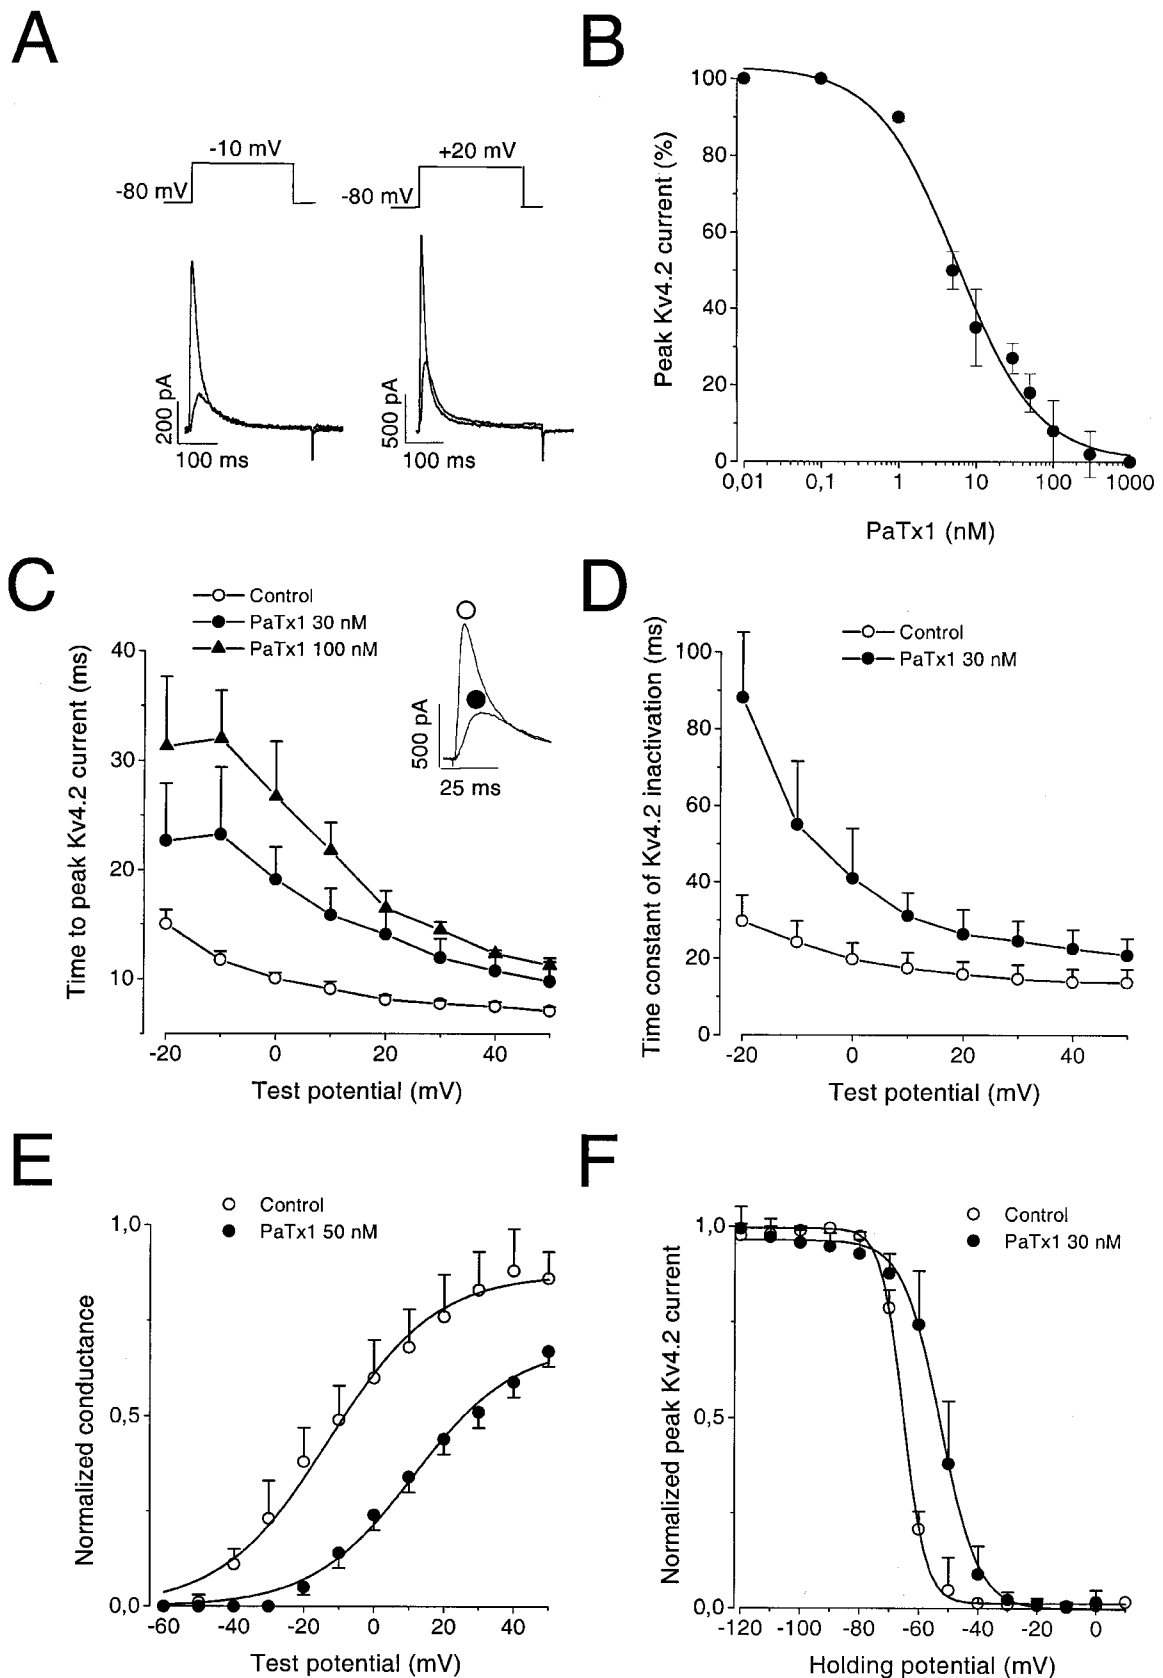 A
-10 mV
-80 mV
+20 mV
-80 mV
200 pA
100 ms
500 pA
100 ms
B
Peak Kv4.2 current (%)
100
80
60
40
20
0
0,01
0,1
1
10
100
1000
PaTx1 (nM)
C
Control
PaTx1 30 nM
PaTx1 100 nM
Time to peak Kv4.2 current (ms)
40
30
20
10
-20
0
20
40
Test potential (mV)
500 pA
25 ms
D
Control
PaTx1 30 nM
Time constant of Kv4.2 inactivation (ms)
100
80
60
40
20
0
-20
0
20
40
Test potential (mV)
E
Control
PaTx1 50 nM
Normalized conductance
1,0
0,5
0,0
-60
-40
-20
0
20
40
Test potential (mV)
F
Control
PaTx1 30 nM
Normalized peak Kv4.2 current
1,0
0,5
0,0
-120
-100
-80
-60
-40
-20
0
Holding potential (mV)